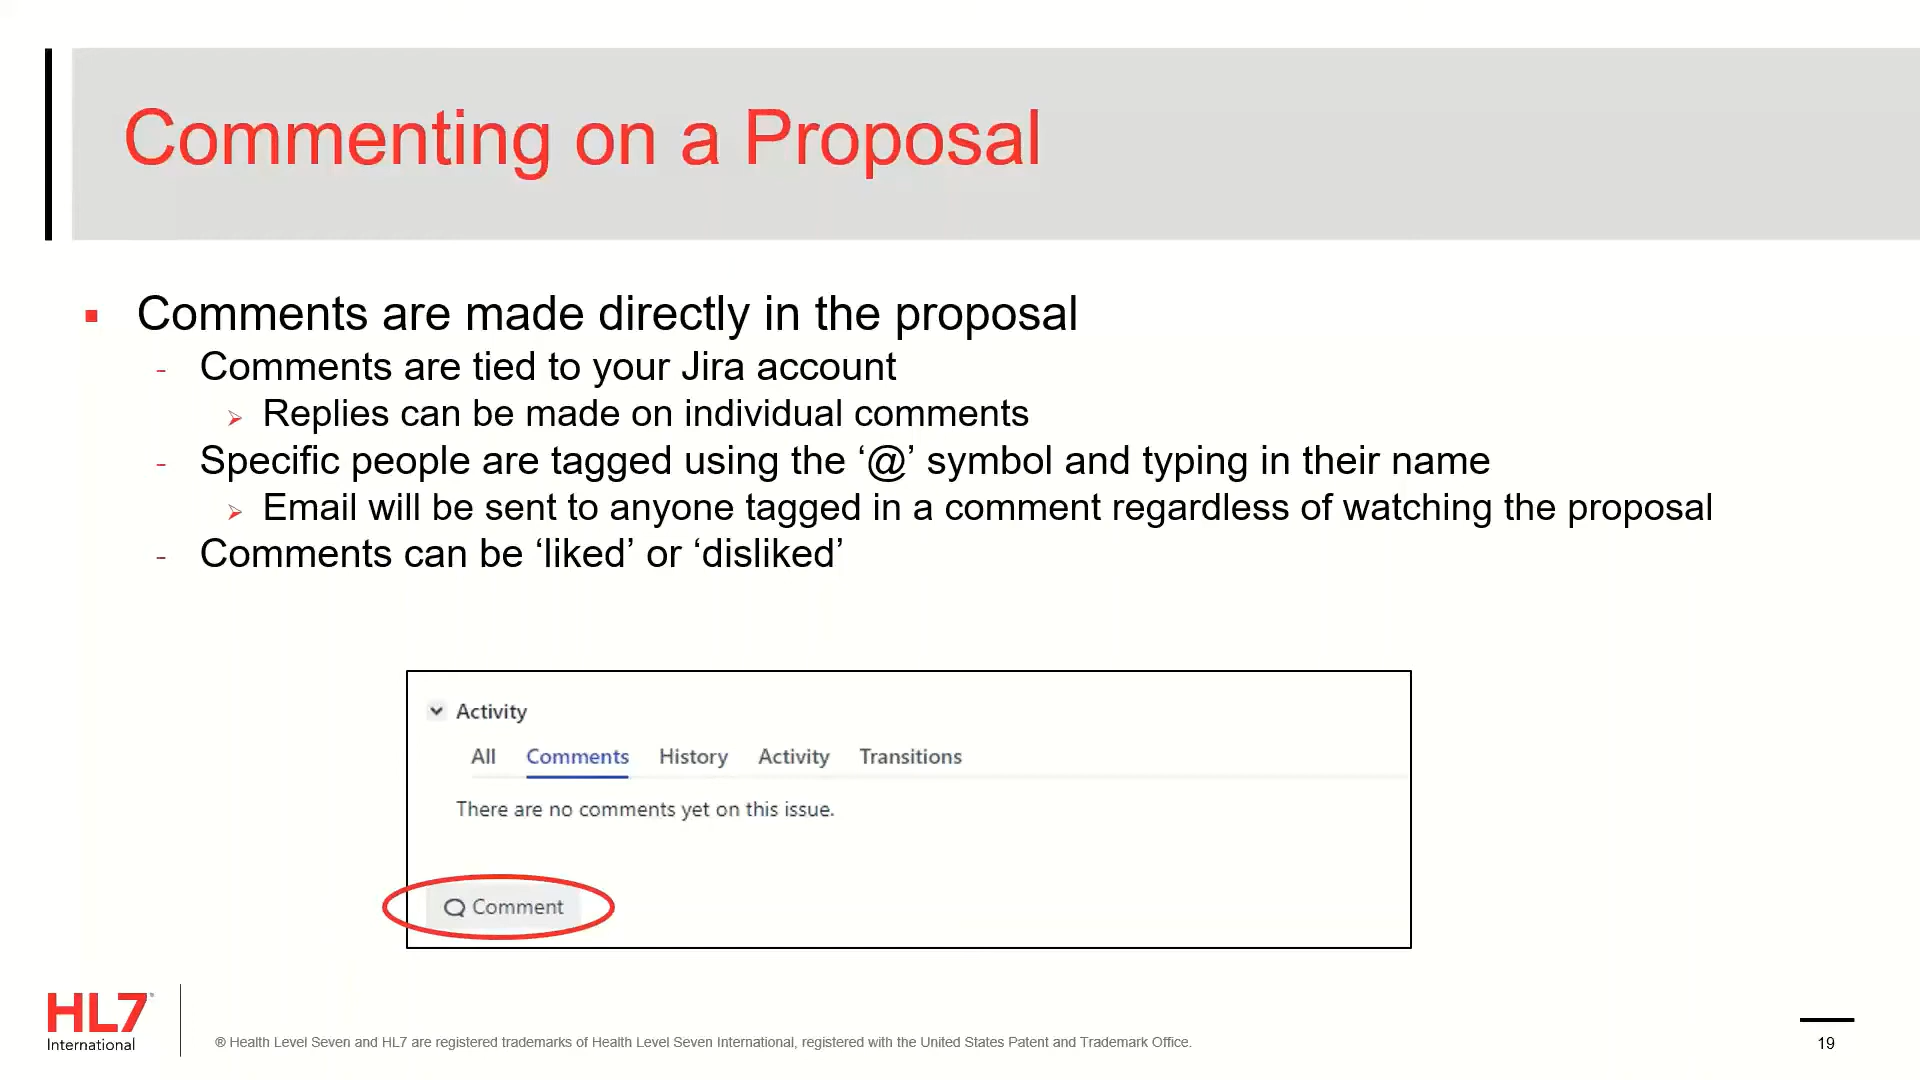 Commenting on a Proposal
Comments are made directly in the proposal
- Comments are tied to your Jira account
Replies can be made on individual comments
- Specific people are tagged using the ‘@’ symbol and typing in their name
Email will be sent to anyone tagged in a comment regardless of watching the proposal
- Comments can be ‘liked’ or ‘disliked’
Activity
All Comments History Activity Transitions
There are no comments yet on this issue.
Comment
HL7
International
® Health Level Seven and HL7 are registered trademarks of Health Level Seven International, registered with the United States Patent and Trademark Office.
19